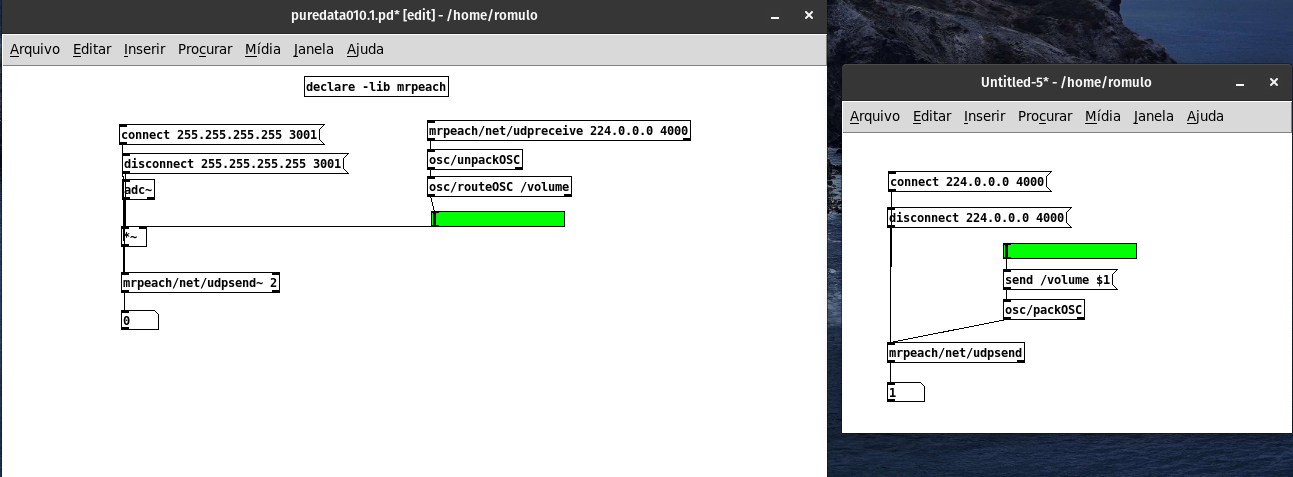 puredata010.1.pd* [edit] - /home/romulo
Arquivo Editar Inserir Procurar Mídia Janela Ajuda
declare -lib mrpeach
connect 255.255.255.255 3001
disconnect 255.255.255.255 3001
adc~
*~
mrpeach/net/udpsend~ 2
0
mrpeach/net/udpreceive 224.0.0.0 4000
osc/unpackOSC
osc/routeOSC /volume
Untitled-5* - /home/romulo
Arquivo Editar Inserir Procurar Mídia Janela Ajuda
connect 224.0.0.0 4000
disconnect 224.0.0.0 4000
send /volume $1
osc/packOSC
mrpeach/net/udpsend
1